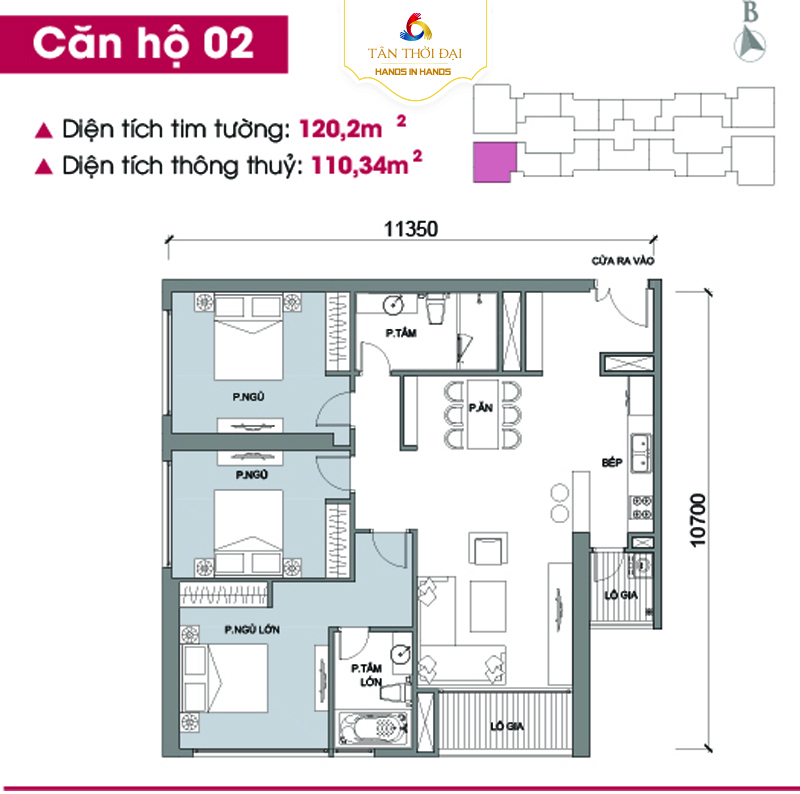 Căn hộ 02
TÂN THỜI ĐẠI
HANDS IN HANDS
B
Diện tích tim tường: 120,2m 2
Diện tích thông thuỷ: 110,34m2
11350
CỬA RA VÀO
P.TẮM
P.NGỦ
P.ĂN
P.NGỦ
BẾP
10700
LÔ GIA
P.NGỦ LỚN
P.TẮM
LỚN
LÔ GIA